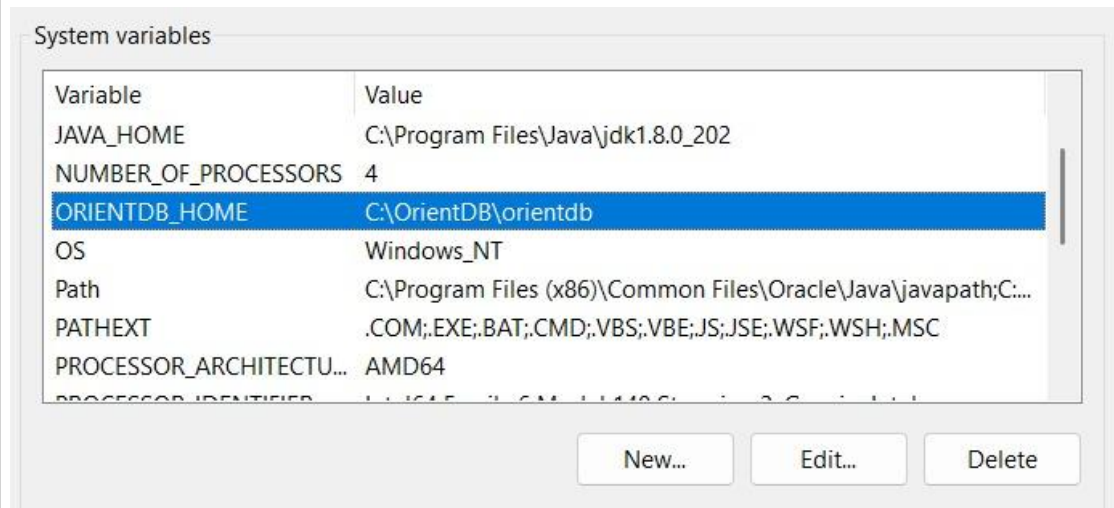 System variables
Variable Value
JAVA_HOME C:\Program Files\Java\jdk1.8.0_202
NUMBER_OF_PROCESSORS 4
ORIENTDB_HOME C:\OrientDB\orientdb
OS Windows_NT
Path C:\Program Files (x86)\Common Files\Oracle\Java\javapath;C:...
PATHEXT .COM;.EXE;.BAT;.CMD;.VBS;.VBE;.JS;.JSE;.WSF;.WSH;.MSC
PROCESSOR_ARCHITECTU... AMD64
New... Edit... Delete